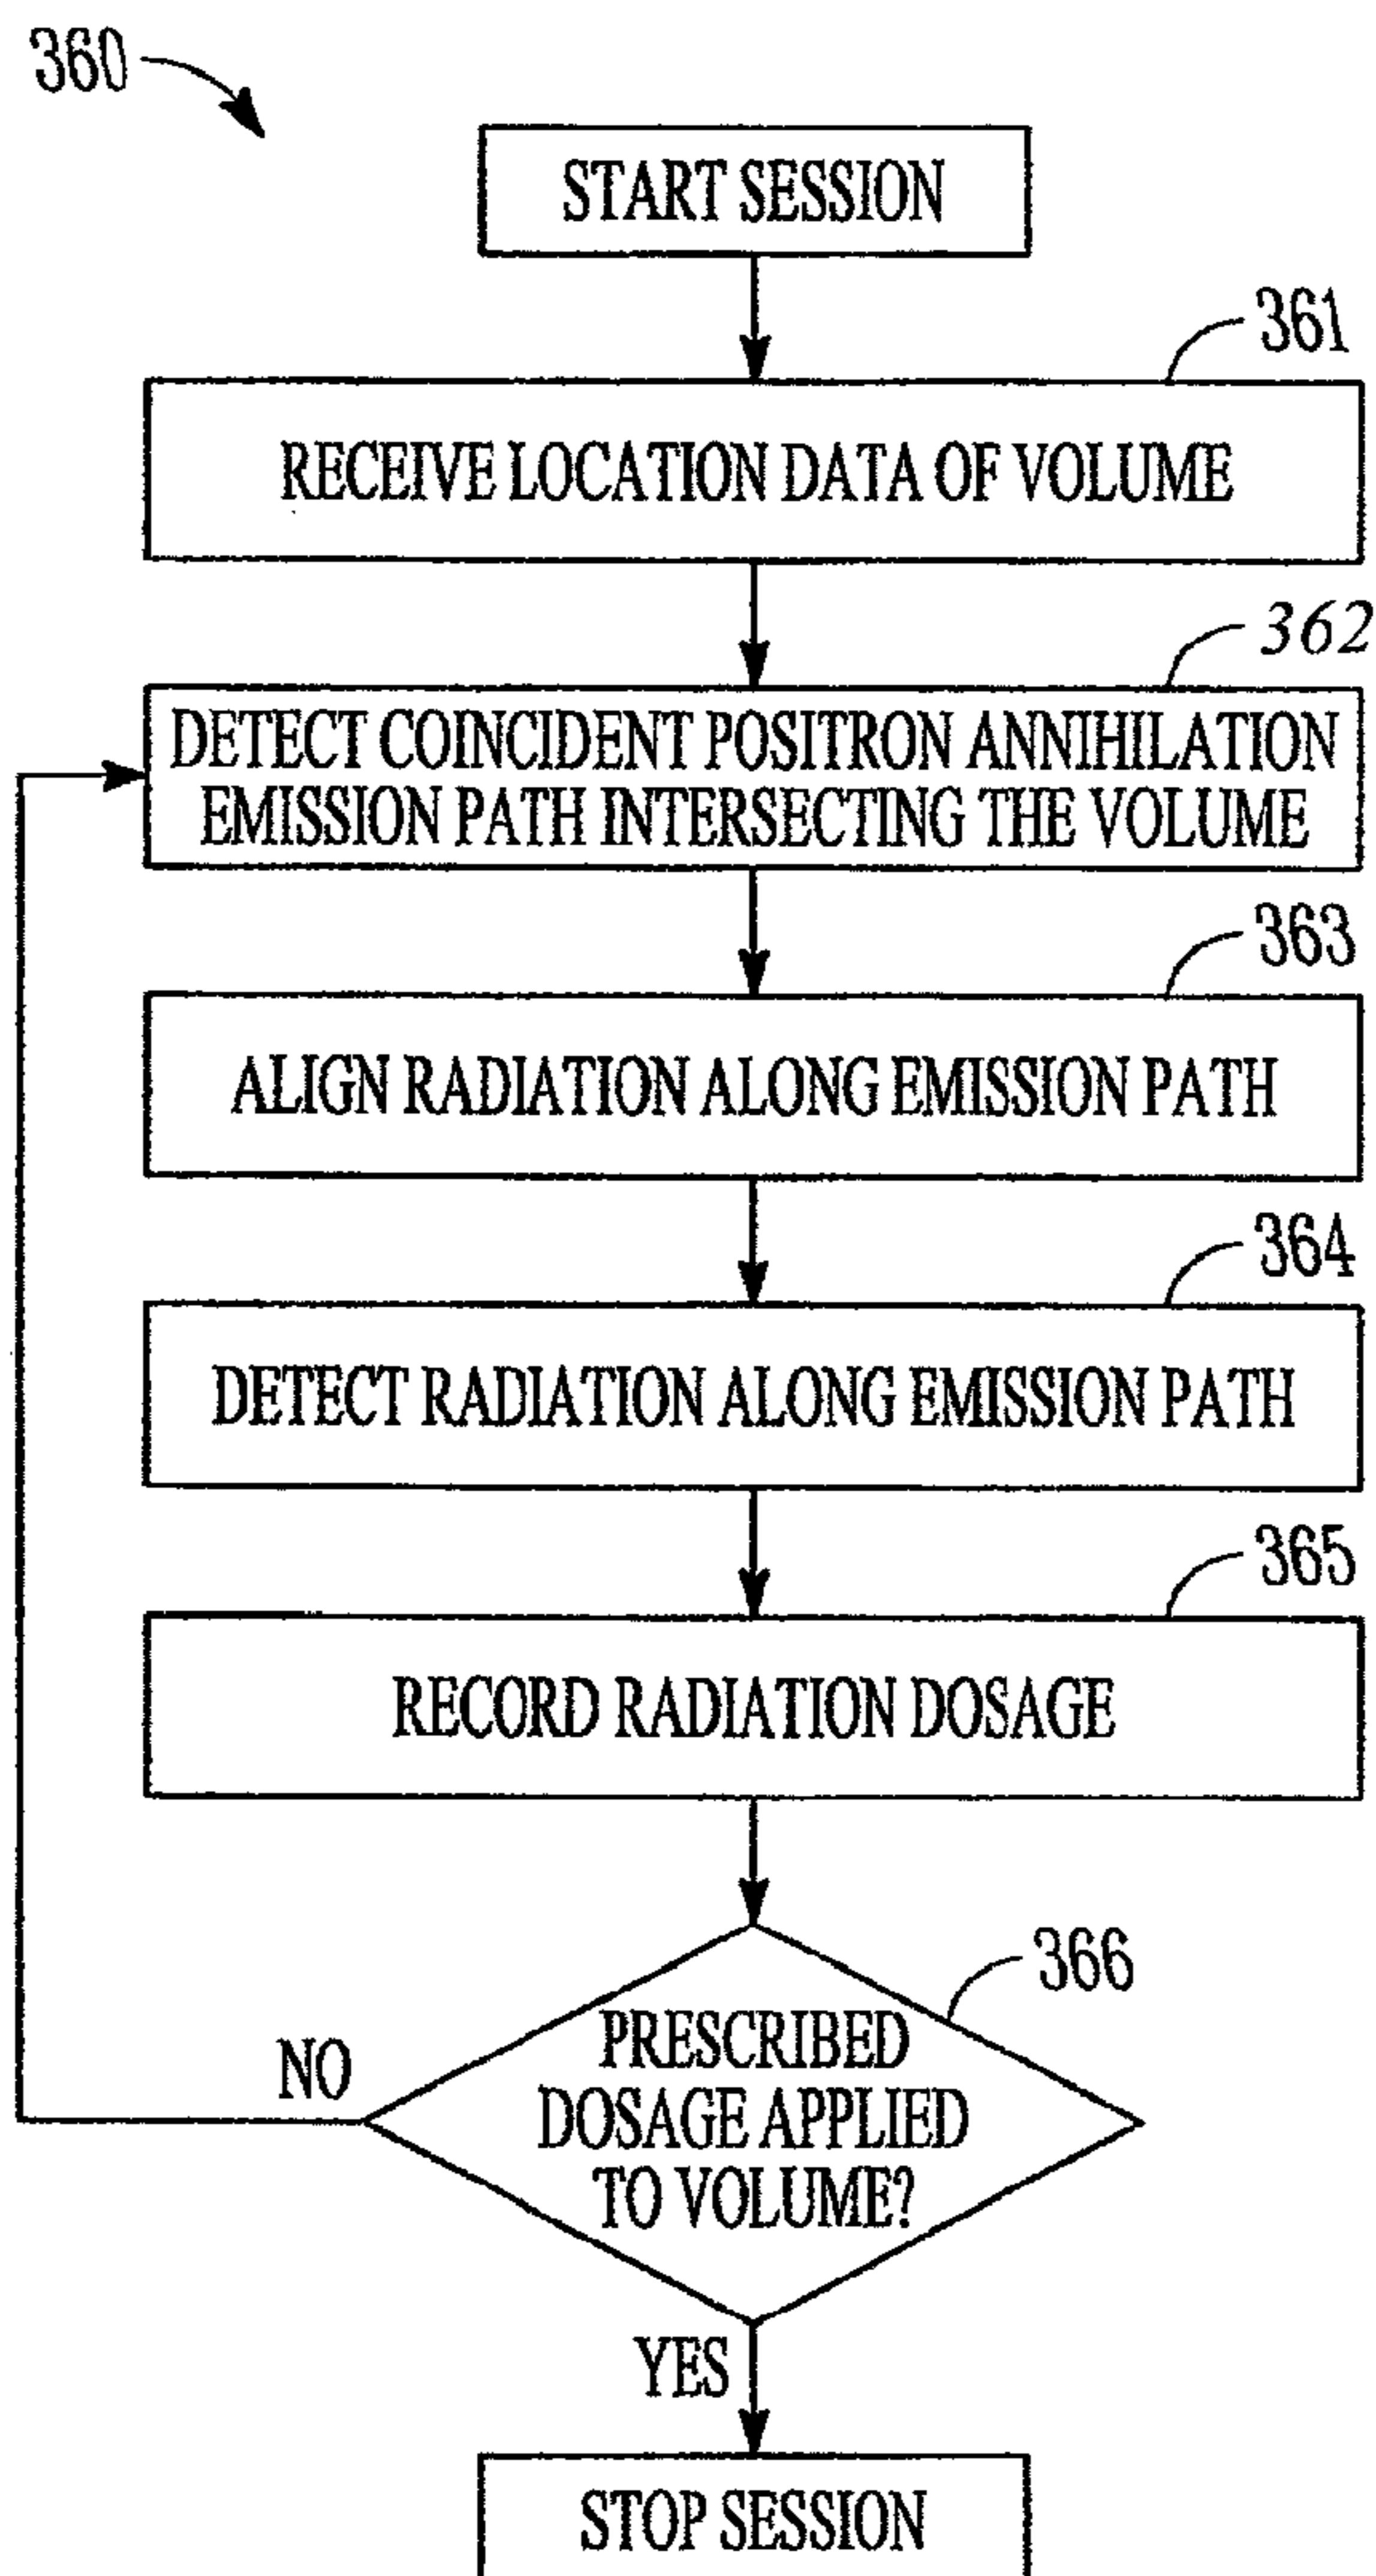 360
START SESSION
361
RECEIVE LOCATION DATA OF VOLUME
362
DETECT COINCIDENT POSITRON ANNIHILATION
EMISSION PATH INTERSECTING THE VOLUME
363
ALIGN RADIATION ALONG EMISSION PATH
364
DETECT RADIATION ALONG EMISSION PATH
365
RECORD RADIATION DOSAGE
366
PRESCRIBED
DOSAGE APPLIED
TO VOLUME?
NO
YES
STOP SESSION